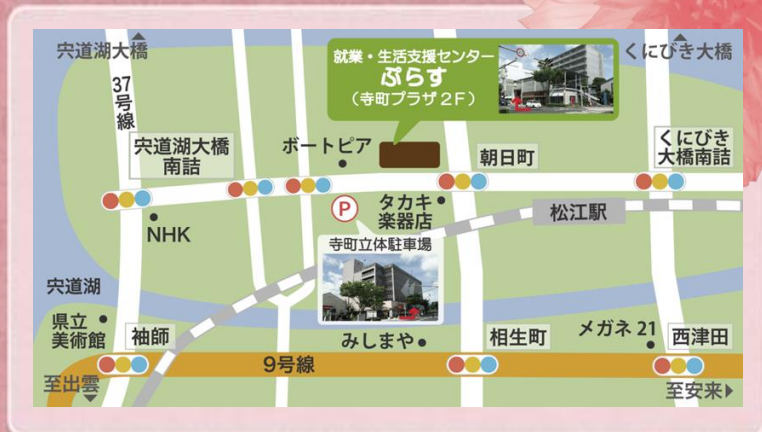 宍道湖大橋
37
号
線
就業・生活支援センター
ぷらす
（寺町プラザ2F）
くにびき大橋
宍道湖大橋
南詰
ボートピア
朝日町
くにびき
大橋南詰
NHK
P
タカキ
楽器店
松江駅
寺町立体駐車場
宍道湖
県立
美術館
袖師
みしまや
相生町
メガネ21
西津田
9号線
至出雲
至安来